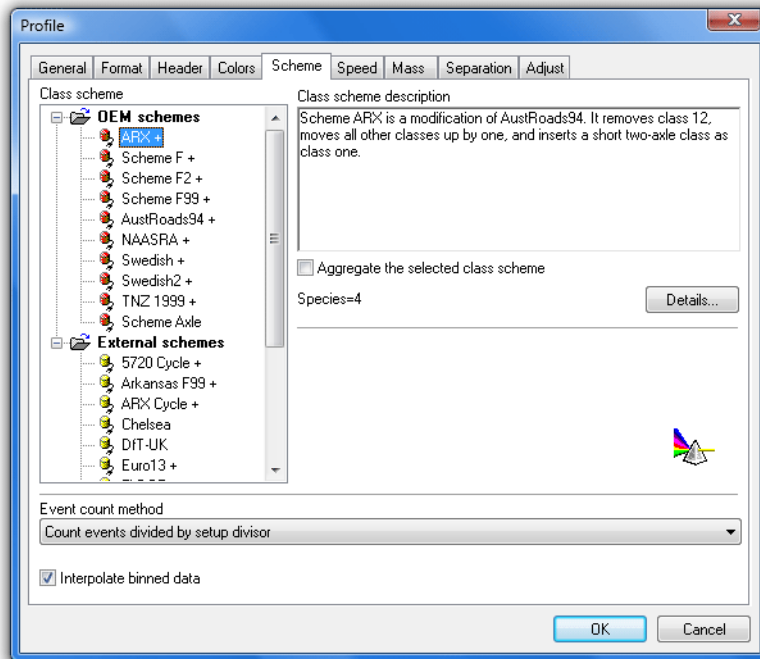 Profile
General Format Header Colors Scheme Speed Mass Separation Adjust
Class scheme
OEM schemes
ARX +
Scheme F +
Scheme F2 +
Scheme F99 +
AustRoads94 +
NAASRA +
Swedish +
Swedish2 +
TNZ 1999 +
Scheme Axle
External schemes
5720 Cycle +
Arkansas F99 +
ARX Cycle +
Chelsea
DfT-UK
Euro13 +
Class scheme description
Scheme ARX is a modification of AustRoads94. It removes class 12,
moves all other classes up by one, and inserts a short two-axle class as
class one.
Aggregate the selected class scheme
Species=4
Details...
Event count method
Count events divided by setup divisor
Interpolate binned data
OK Cancel